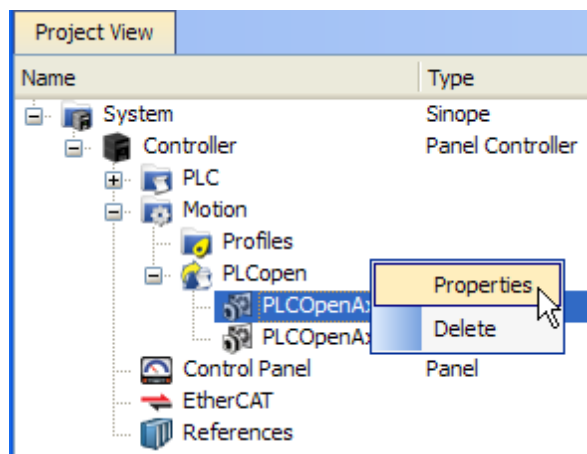 Project View
Name Type
System Sinope
Controller Panel Controller
PLC
Motion
Profiles
PLCopen
PLCOpenAx
Properties
PLCOpenAx
Delete
Control Panel Panel
EtherCAT
References